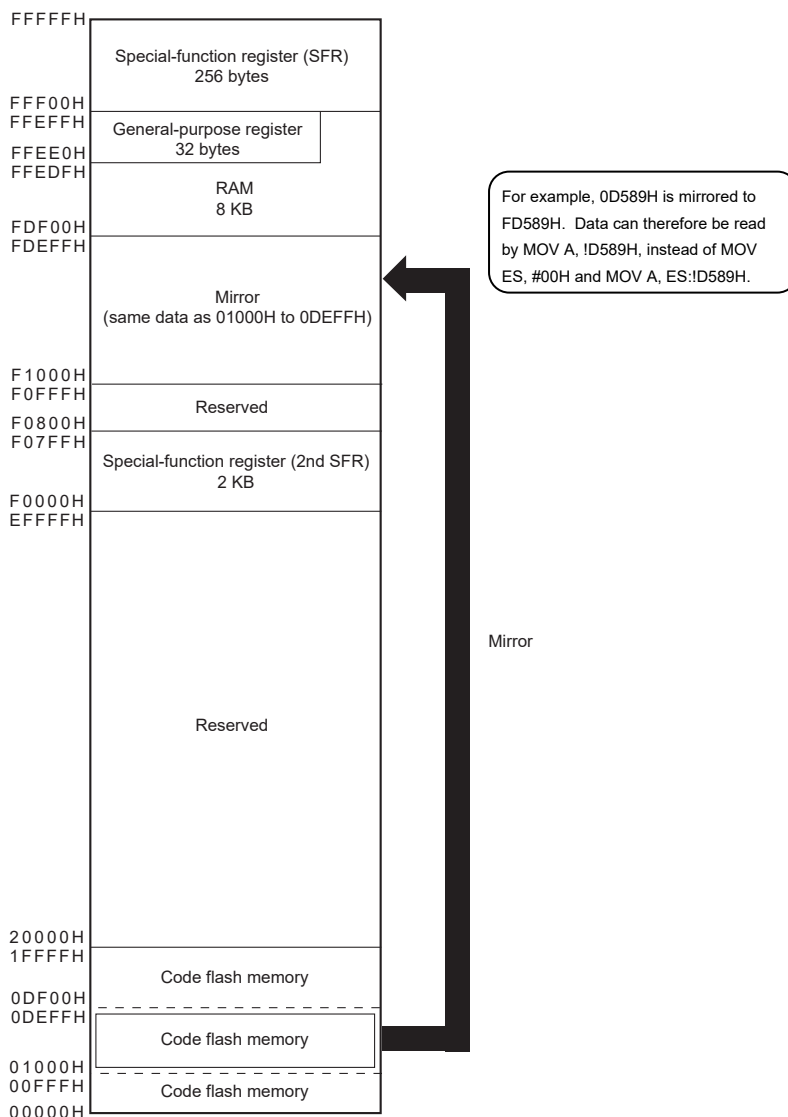 FFFFFH
Special-function register (SFR)
256 bytes
FFF00H
FFEFFH
General-purpose register
32 bytes
FFEE0H
FFEDFH
RAM
8 KB
FDF00H
FDEFFH
For example, 0D589H is mirrored to
FD589H. Data can therefore be read
by MOV A, !D589H, instead of MOV
ES, #00H and MOV A, ES:!D589H.
Mirror
(same data as 01000H to 0DEFFH)
F1000H
F0FFFH
Reserved
F0800H
F07FFH
Special-function register (2nd SFR)
2 KB
F0000H
EFFFFH
Mirror
Reserved
20000H
1FFFFH
Code flash memory
0DF00H
0DEFFH
Code flash memory
01000H
00FFFH
Code flash memory
00000H